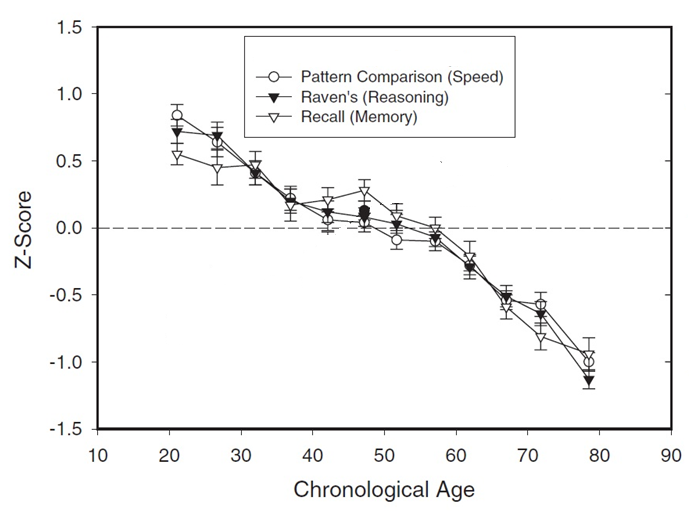 1.5
1.0
0.5
0.0
-0.5
-1.0
-1.5
Z-Score
Pattern Comparison (Speed)
Raven's (Reasoning)
Recall (Memory)
10 20 30 40 50 60 70 80 90
Chronological Age